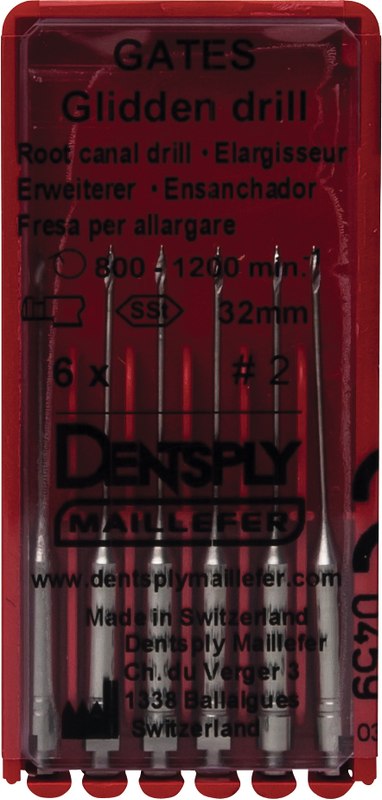 GATES
Glidden drill
Root canal drill · Elargisseur
Erweiterer · Ensanchador
Fresa per allargare
800 - 1200 min.
SSt 32mm
6 x # 2
DENTSPLY
MAILLEFER
www.dentsplymaillefer.com
Made in Switzerland
Dentsply Maillefer
Ch. du Verger 3
1338 Ballaigues
Switzerland
0459
03